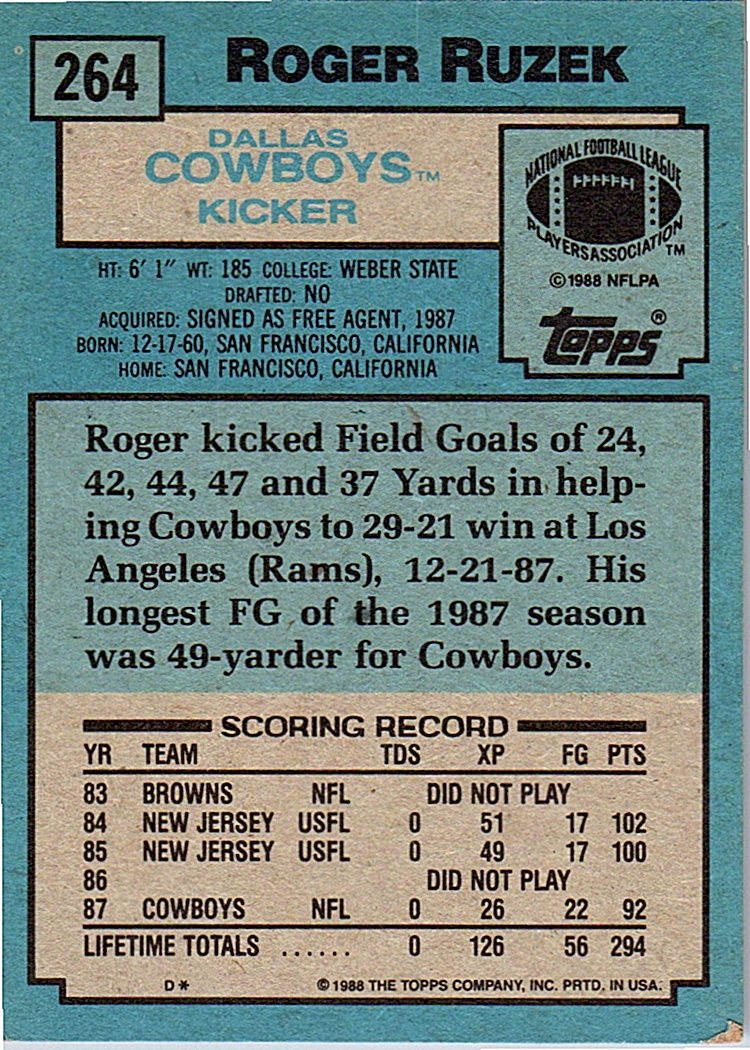 264
ROGER RUZEK
DALLAS
COWBOYS™
KICKER
NATIONAL FOOTBALL LEAGUE
PLAYERS ASSOCIATION™
©1988 NFLPA
Topps®
HT: 6' 1" WT: 185 COLLEGE: WEBER STATE
DRAFTED: NO
ACQUIRED: SIGNED AS FREE AGENT, 1987
BORN: 12-17-60, SAN FRANCISCO, CALIFORNIA
HOME: SAN FRANCISCO, CALIFORNIA
Roger kicked Field Goals of 24,
42, 44, 47 and 37 Yards in help-
ing Cowboys to 29-21 win at Los
Angeles (Rams), 12-21-87. His
longest FG of the 1987 season
was 49-yarder for Cowboys.
SCORING RECORD
YR TEAM TDS XP FG PTS
83 BROWNS NFL DID NOT PLAY
84 NEW JERSEY USFL 0 51 17 102
85 NEW JERSEY USFL 0 49 17 100
86 DID NOT PLAY
87 COWBOYS NFL 0 26 22 92
LIFETIME TOTALS ...... 0 126 56 294
D* ©1988 THE TOPPS COMPANY, INC. PRTD. IN USA.